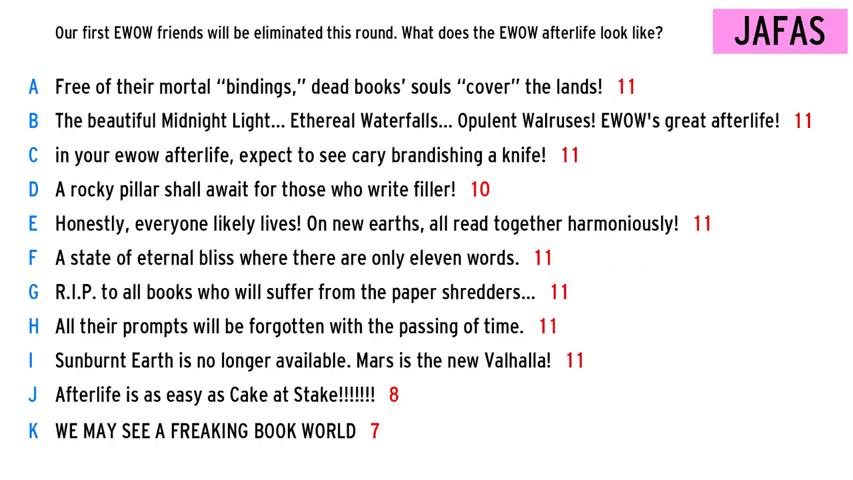 Our first EWOW friends will be eliminated this round. What does the EWOW afterlife look like?
JAFAS
A Free of their mortal “bindings,” dead books’ souls “cover” the lands! 11
B The beautiful Midnight Light... Ethereal Waterfalls... Opulent Walruses! EWOW's great afterlife! 11
C in your ewow afterlife, expect to see cary brandishing a knife! 11
D A rocky pillar shall await for those who write filler! 10
E Honestly, everyone likely lives! On new earths, all read together harmoniously! 11
F A state of eternal bliss where there are only eleven words. 11
G R.I.P. to all books who will suffer from the paper shredders... 11
H All their prompts will be forgotten with the passing of time. 11
I Sunburnt Earth is no longer available. Mars is the new Valhalla! 11
J Afterlife is as easy as Cake at Stake!!!!!!! 8
K WE MAY SEE A FREAKING BOOK WORLD 7